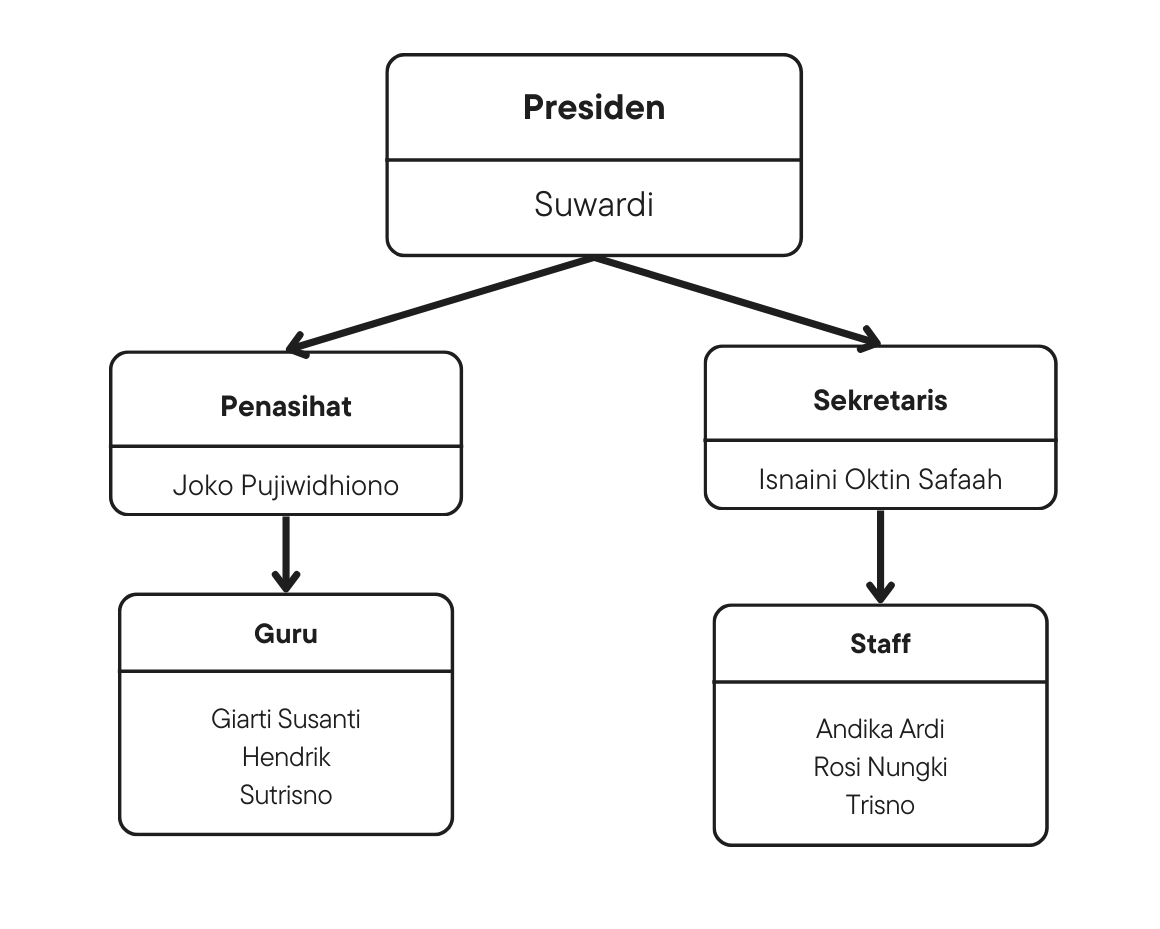 Presiden
Suwardi
Penasihat
Joko Pujiwidhiono
Sekretaris
Isnaini Oktin Safaah
Guru
Giarti Susanti
Hendrik
Sutrisno
Staff
Andika Ardi
Rosi Nungki
Trisno